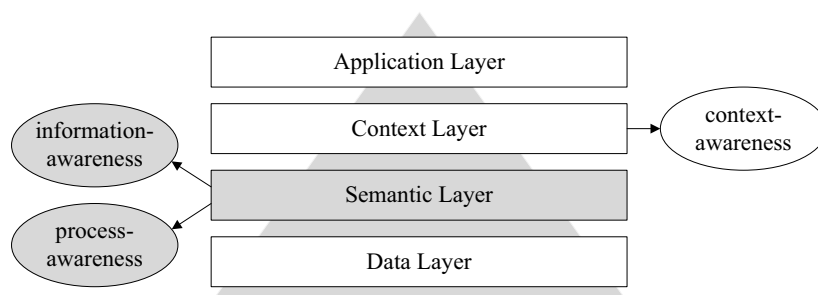 Application Layer
information-
awareness
Context Layer
context-
awareness
Semantic Layer
process-
awareness
Data Layer